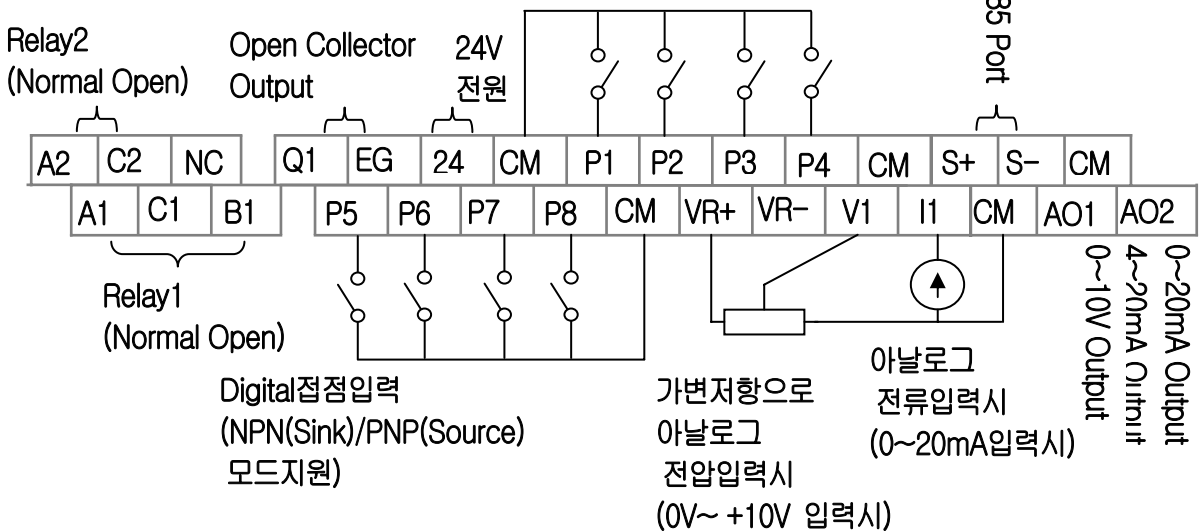 Relay2
(Normal Open)
Open Collector
Output
24V
전원
85 Port
A2 C2 NC Q1 EG 24 CM P1 P2 P3 P4 CM S+ S- CM
A1 C1 B1 P5 P6 P7 P8 CM VR+ VR- V1 I1 CM AO1 AO2
Relay1
(Normal Open)
Digital접점입력
(NPN(Sink)/PNP(Source)
모드지원)
가변저항으로
아날로그
전압입력시
(0V~ +10V 입력시)
아날로그
전류입력시
(0~20mA입력시)
0~20mA Output
4~20mA Output
0~10V Output